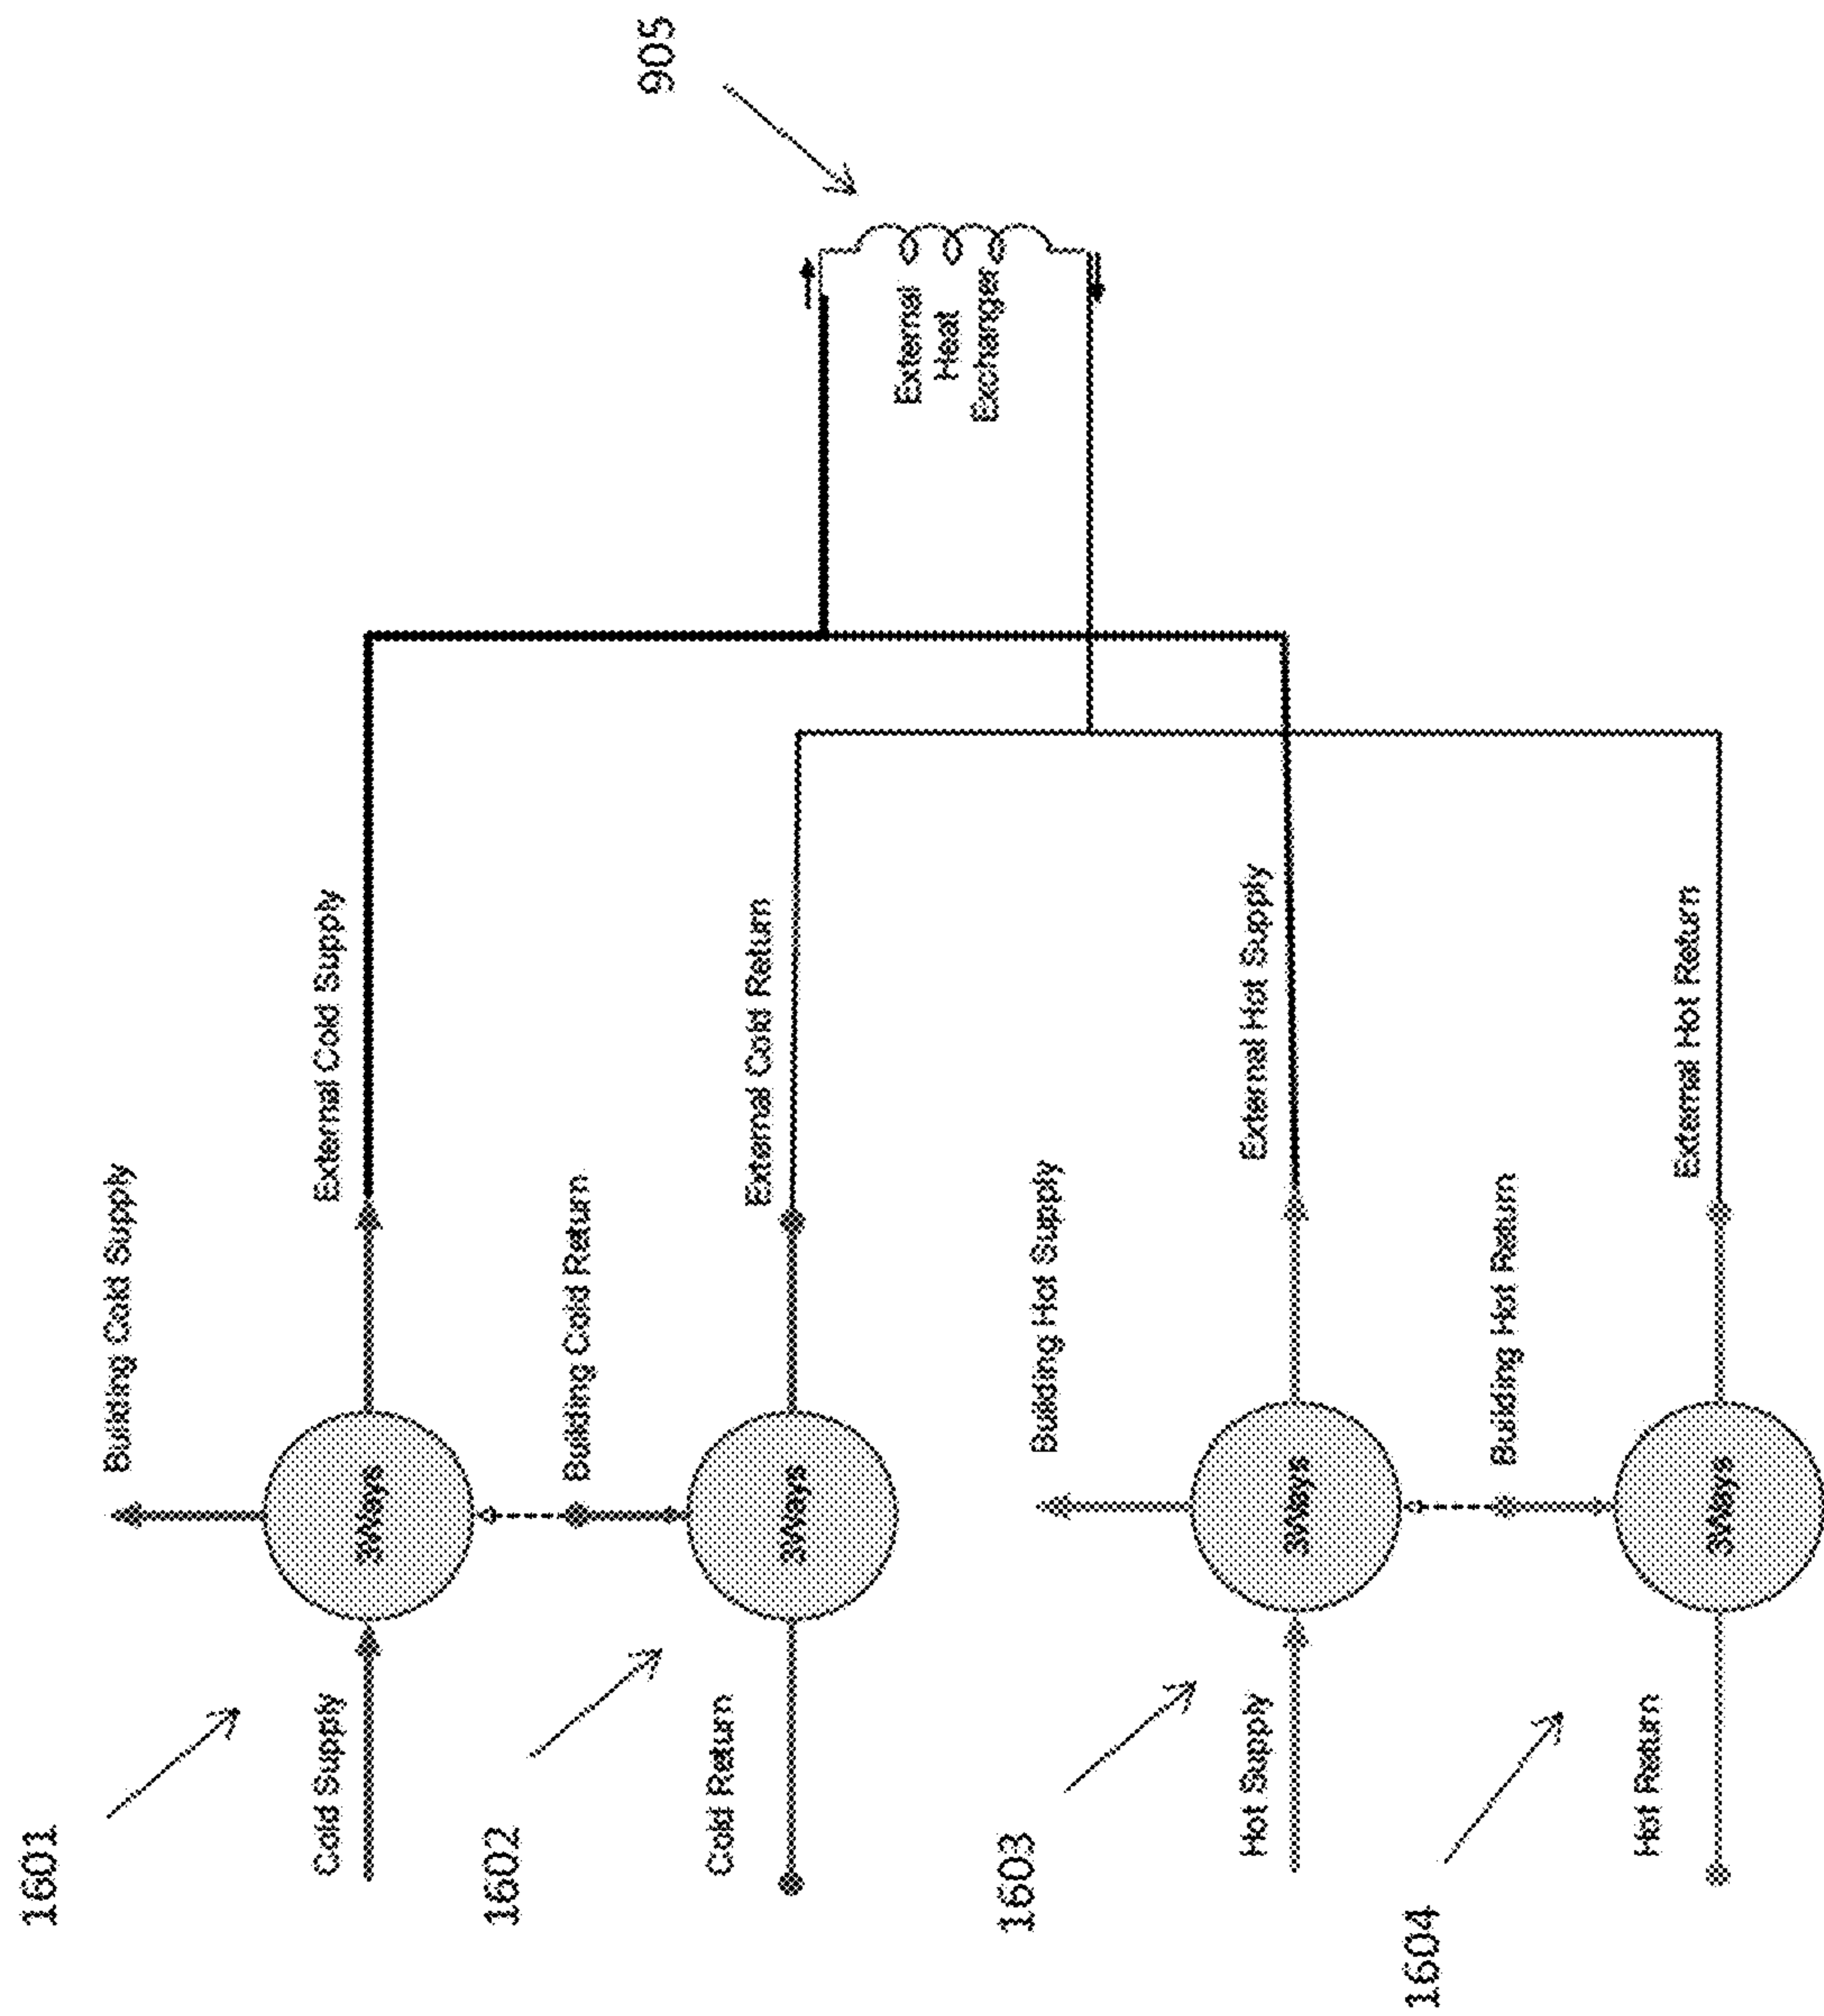 1601
Cold Supply
3Ways
Building Cold Supply
External Cold Supply
1602
Cold Return
3Ways
Building Cold Return
External Cold Return
905
External
Heat
Exchanger
1603
Hot Supply
3Ways
Building Hot Supply
External Hot Supply
1604
Hot Return
3Ways
Building Hot Return
External Hot Return